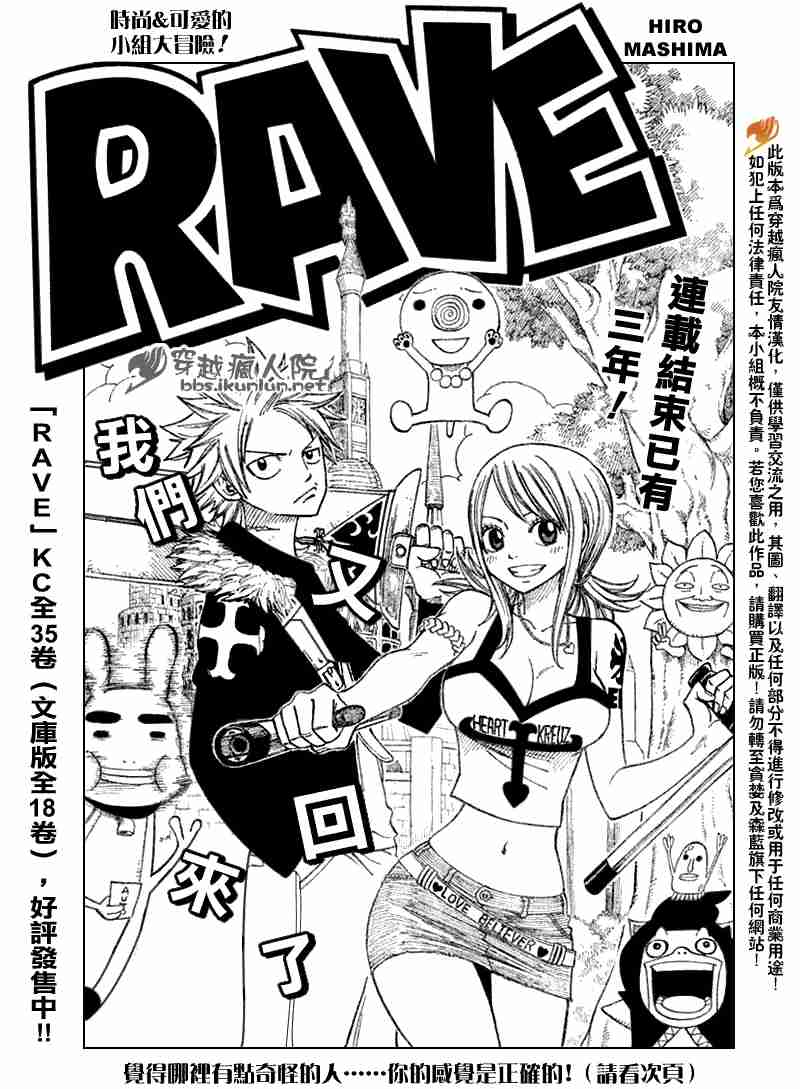 時尚&可愛的
小組大冒險!
HIRO
MASHIMA
RAVE
連載結束已有
三年!
穿越瘋人院
bbs.ikunlun.net
我們
又
回
來
了
HEART KREUZ
LOVE BELIEVER
「RAVE」KC全35卷(文庫版全18卷),好評發售中!!
此版本爲穿越瘋人院友情漢化,僅供學習交流之用,其圖、翻譯以及任何部分不得進行修改或用于任何商業用途!
如犯上任何法律責任,本小組概不負責。若您喜歡此作品,請購買正版!請勿轉至貪婪及森藍旗下任何網站!
覺得哪裡有點奇怪的人……你的感覺是正確的!(請看次頁)